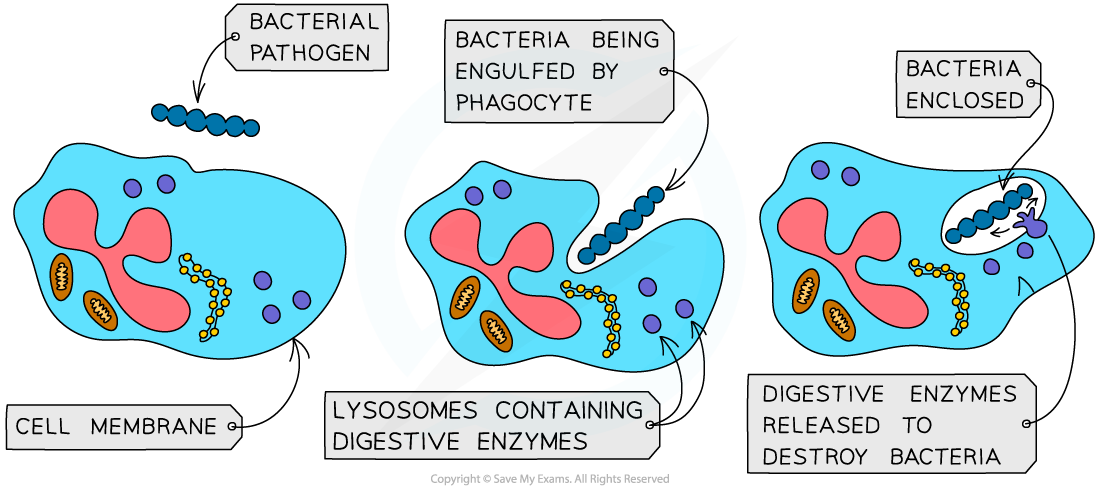 BACTERIAL
PATHOGEN
BACTERIA BEING
ENGULFED BY
PHAGOCYTE
BACTERIA
ENCLOSED
CELL MEMBRANE
LYSOSOMES CONTAINING
DIGESTIVE ENZYMES
DIGESTIVE ENZYMES
RELEASED TO
DESTROY BACTERIA
Copyright © Save My Exams. All Rights Reserved